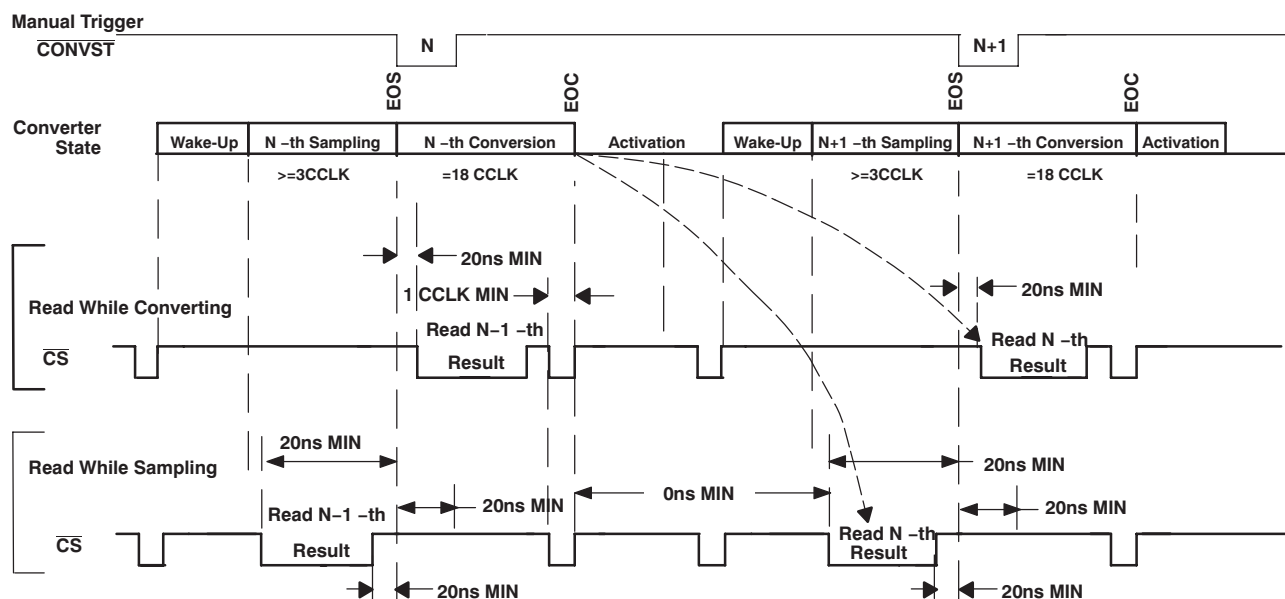 Manual Trigger
CONVST
N
N+1
EOS
EOC
EOS
EOC
Converter
State
Wake-Up
N -th Sampling
N -th Conversion
Activation
Wake-Up
N+1 -th Sampling
N+1 -th Conversion
Activation
>=3CCLK
=18 CCLK
>=3CCLK
=18 CCLK
20ns MIN
1 CCLK MIN
20ns MIN
Read While Converting
Read N−1 -th
Result
Read N -th
Result
CS
20ns MIN
Read While Sampling
20ns MIN
0ns MIN
20ns MIN
20ns MIN
Read N−1 -th
Result
Read N -th
Result
CS
20ns MIN
20ns MIN